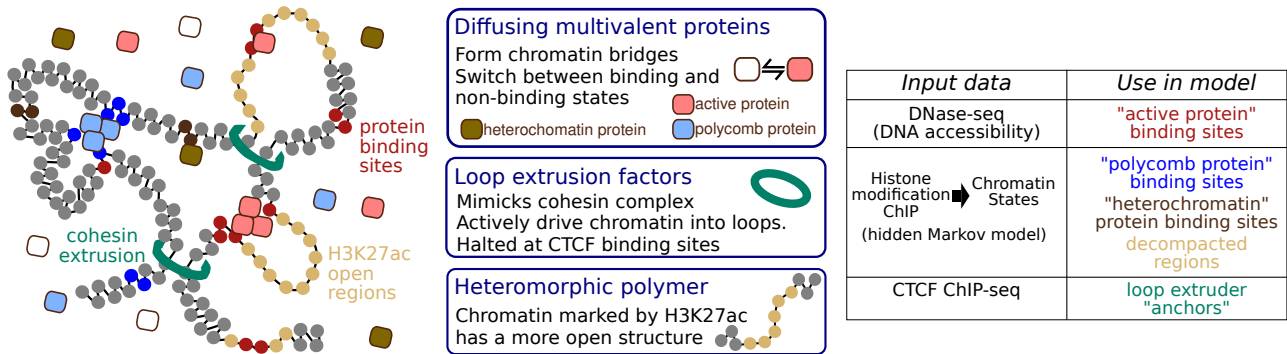 protein
binding
sites
cohesin
extrusion
H3K27ac
open
regions
Diffusing multivalent proteins
Form chromatin bridges
Switch between binding and
non-binding states
active protein
heterochomatin protein
polycomb protein
Loop extrusion factors
Mimicks cohesin complex
Actively drive chromatin into loops.
Halted at CTCF binding sites
Heteromorphic polymer
Chromatin marked by H3K27ac
has a more open structure
Input data
Use in model
DNase-seq
(DNA accessibility)
"active protein"
binding sites
Histone
modification
ChIP
Chromatin
States
(hidden Markov model)
"polycomb protein"
binding sites
"heterochromatin"
protein binding sites
decompacted
regions
CTCF ChIP-seq
loop extruder
"anchors"